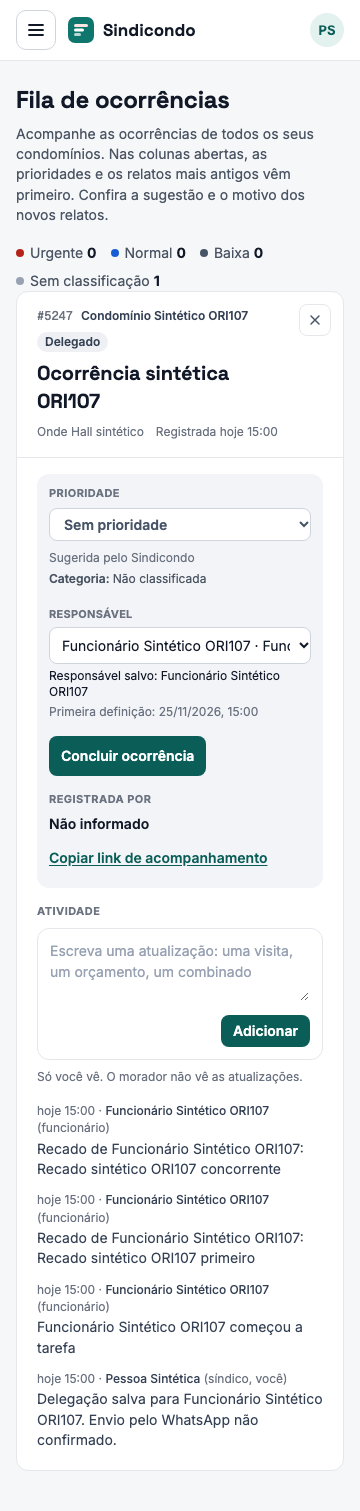 Sindicondo
PS
Fila de ocorrências
Acompanhe as ocorrências de todos os seus
condomínios. Nas colunas abertas, as
prioridades e os relatos mais antigos vêm
primeiro. Confira a sugestão e o motivo dos
novos relatos.
Urgente 0 Normal 0 Baixa 0
Sem classificação 1
#5247 Condomínio Sintético ORI107
Delegado
Ocorrência sintética
ORI107
Onde Hall sintético Registrada hoje 15:00
PRIORIDADE
Sem prioridade
Sugerida pelo Sindicondo
Categoria: Não classificada
RESPONSÁVEL
Funcionário Sintético ORI107 · Func
Responsável salvo: Funcionário Sintético
ORI107
Primeira definição: 25/11/2026, 15:00
Concluir ocorrência
REGISTRADA POR
Não informado
Copiar link de acompanhamento
ATIVIDADE
Escreva uma atualização: uma visita,
um orçamento, um combinado
Adicionar
Só você vê. O morador não vê as atualizações.
hoje 15:00 · Funcionário Sintético ORI107
(funcionário)
Recado de Funcionário Sintético ORI107:
Recado sintético ORI107 concorrente
hoje 15:00 · Funcionário Sintético ORI107
(funcionário)
Recado de Funcionário Sintético ORI107:
Recado sintético ORI107 primeiro
hoje 15:00 · Funcionário Sintético ORI107
(funcionário)
Funcionário Sintético ORI107 começou a
tarefa
hoje 15:00 · Pessoa Sintética (síndico, você)
Delegação salva para Funcionário Sintético
ORI107. Envio pelo WhatsApp não
confirmado.